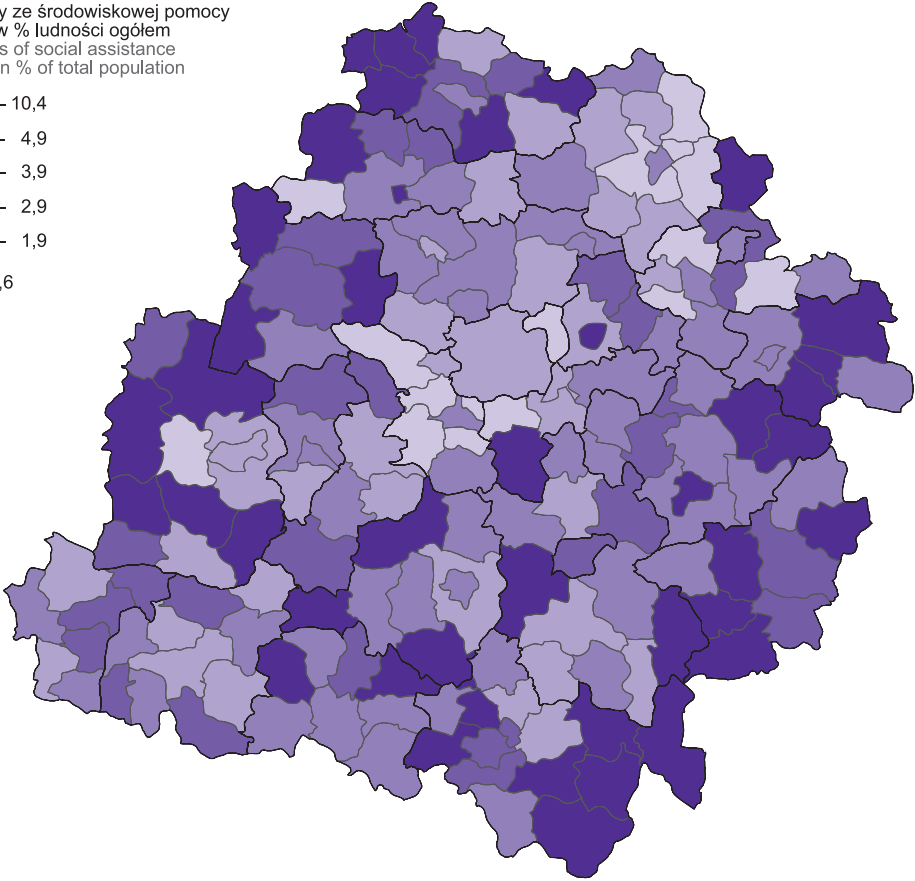 ze środowiskowej pomocy
w % ludności ogółem
of social assistance
% of total population
– 10,4
– 4,9
– 3,9
– 2,9
– 1,9
,6